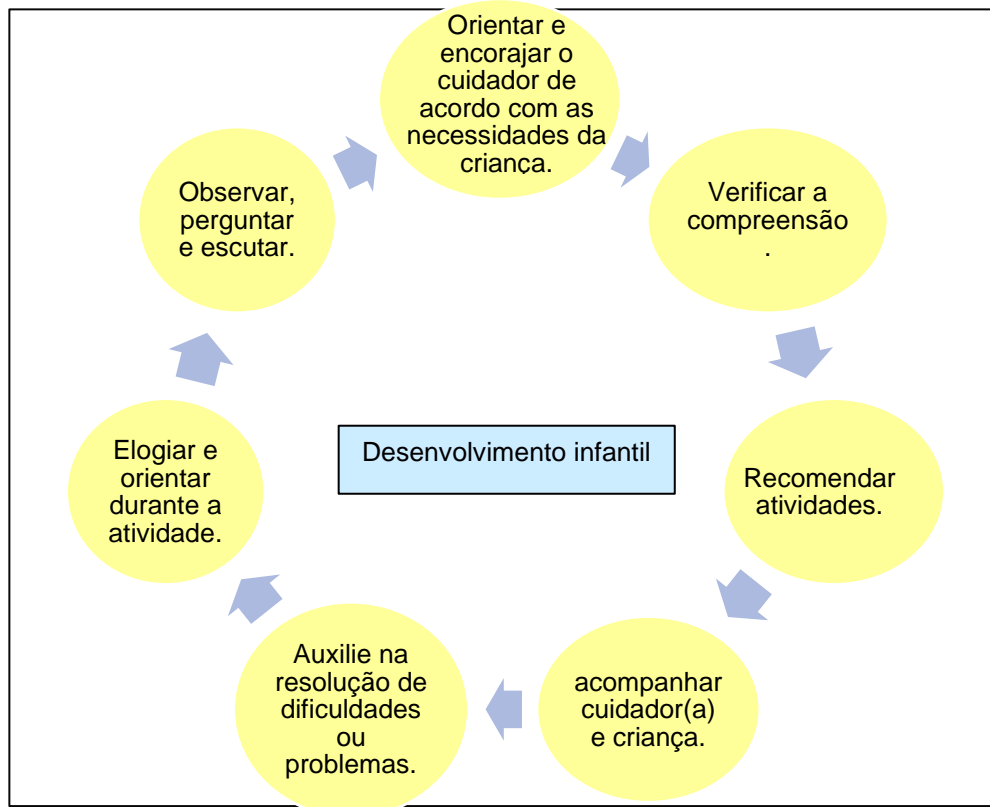 Orientar e
encorajar o
cuidador de
acordo com as
necessidades da
criança.
Verificar a
compreensão
.
Recomendar
atividades.
acompanhar
cuidador(a)
e criança.
Auxilie na
resolução de
dificuldades
ou
problemas.
Elogiar e
orientar
durante a
atividade.
Observar,
perguntar
e escutar.
Desenvolvimento infantil